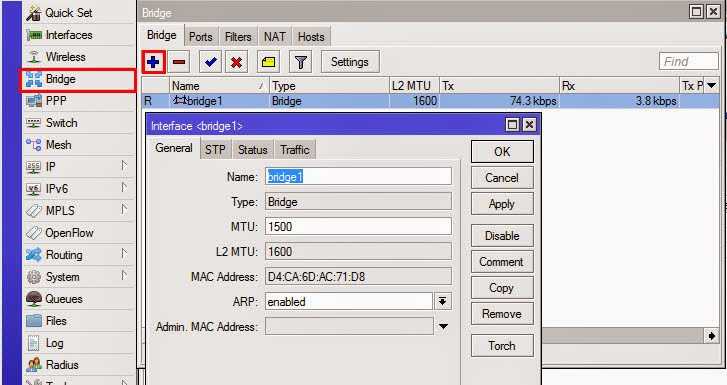 Quick Set
Interfaces
Wireless
Bridge
PPP
Switch
Mesh
IP
IPv6
MPLS
OpenFlow
Routing
System
Queues
Files
Log
Radius
Bridge
Bridge Ports Filters NAT Hosts
Settings
Find
Name Type L2 MTU Tx Rx Tx P
R bridge1 Bridge 1600 74.3 kbps 3.8 kbps
Interface <bridge1>
General STP Status Traffic
Name: bridge1
Type: Bridge
MTU: 1500
L2 MTU: 1600
MAC Address: D4:CA:6D:AC:71:D8
ARP: enabled
Admin. MAC Address:
OK
Cancel
Apply
Disable
Comment
Copy
Remove
Torch